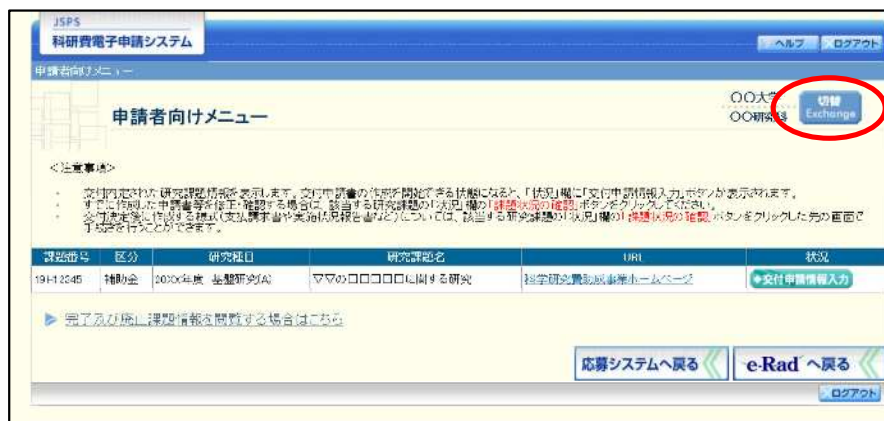 JSPS
科研費電子申請システム
ヘルプ ログアウト
申請者向けメニュー
〇〇大学
切替
申請者向けメニュー
〇〇研究科
Exchange
<注意事項>
・ 交付内定された研究課題情報を表示します。交付申請書の作成を開始できる状態になると、「状況」欄に「交付申請情報入力」ボタンが表示されます。
・ すでに作成した申請書等を修正・確認する場合は、該当する研究課題の「状況」欄の「課題状況の確認」ボタンをクリックしてください。
・ 交付決定後に作成する様式(支払請求書や実施状況報告書など)については、該当する研究課題の「状況」欄の「課題状況の確認」ボタンをクリックした先の画面で
手続きを行うことができます。
課題番号 区分 研究種目 研究課題名 URL 状況
19H12345 補助金 20XX年度 基盤研究(A) ▽▽の□□□□□に関する研究 科学研究費助成事業ホームページ 交付申請情報入力
完了及び廃止課題情報を閲覧する場合はこちら
応募システムへ戻る e-Rad へ戻る
ログアウト